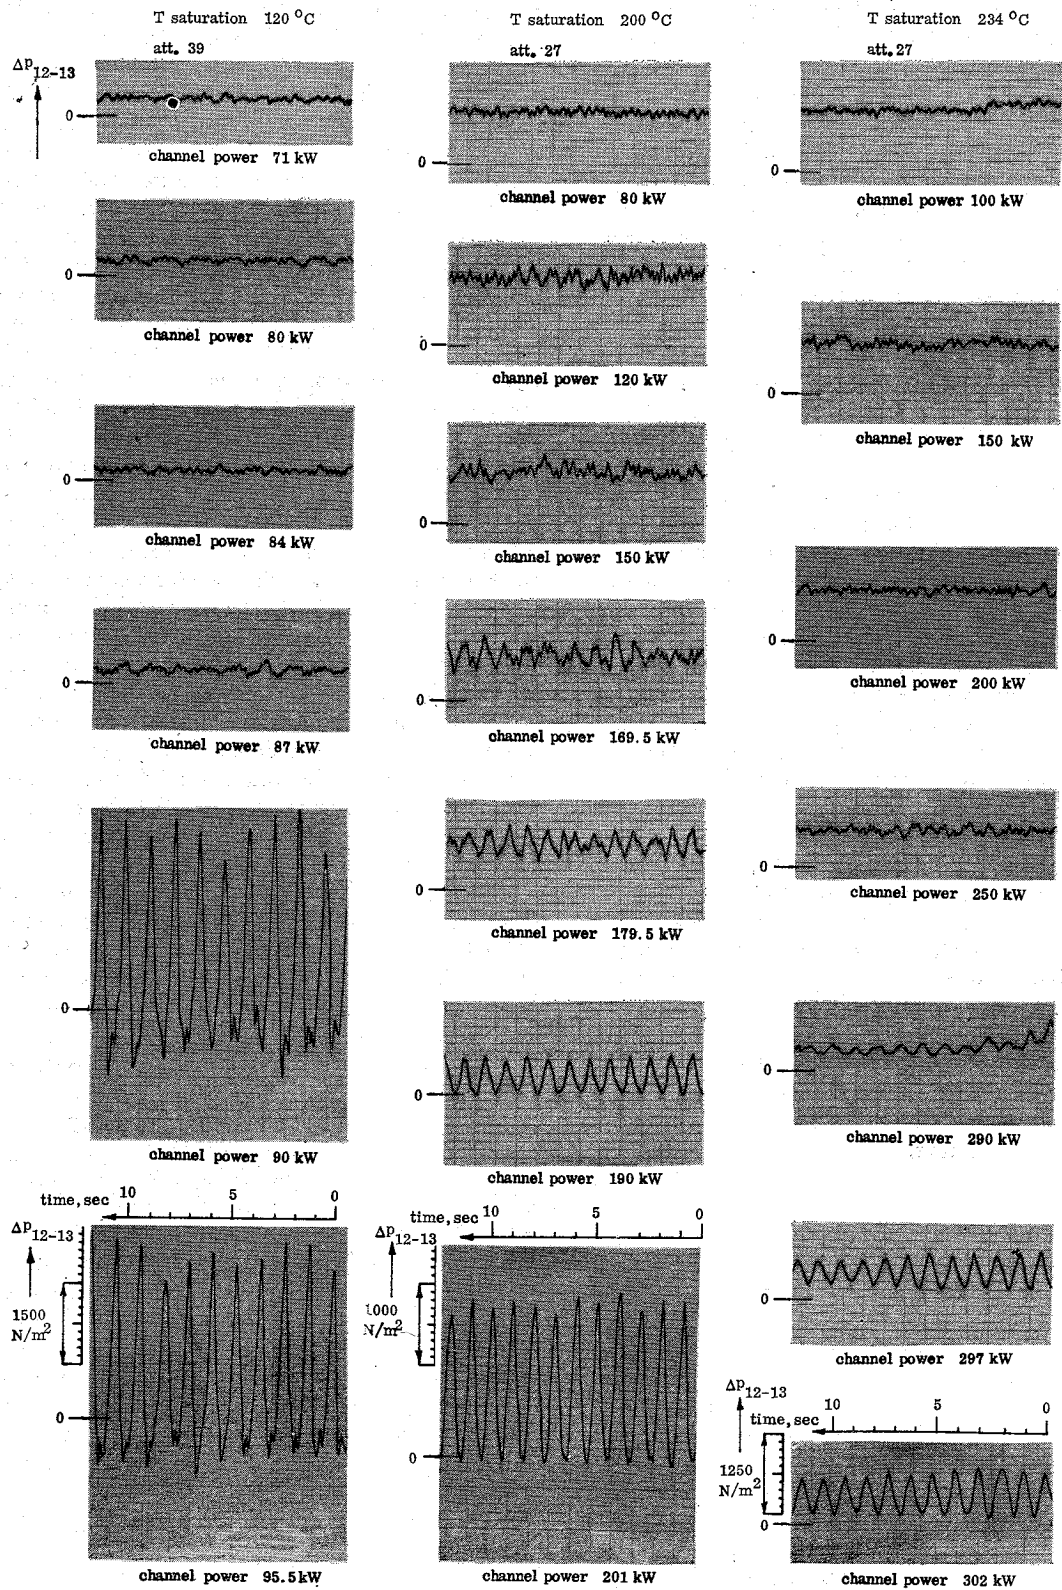 T saturation 120 °C
att. 39
Δp12-13
0
channel power 71 kW
0
channel power 80 kW
0
channel power 84 kW
0
channel power 87 kW
0
channel power 90 kW
time, sec 10 5 0
Δp12-13
1500
N/m²
0
channel power 95.5 kW
T saturation 200 °C
att. 27
0
channel power 80 kW
0
channel power 120 kW
0
channel power 150 kW
0
channel power 169.5 kW
0
channel power 179.5 kW
0
channel power 190 kW
time, sec 10 5 0
Δp12-13
1000
N/m²
0
channel power 201 kW
T saturation 234 °C
att. 27
0
channel power 100 kW
0
channel power 150 kW
0
channel power 200 kW
0
channel power 250 kW
0
channel power 290 kW
0
channel power 297 kW
Δp12-13
10 5 0
time, sec
1250
N/m²
0
channel power 302 kW